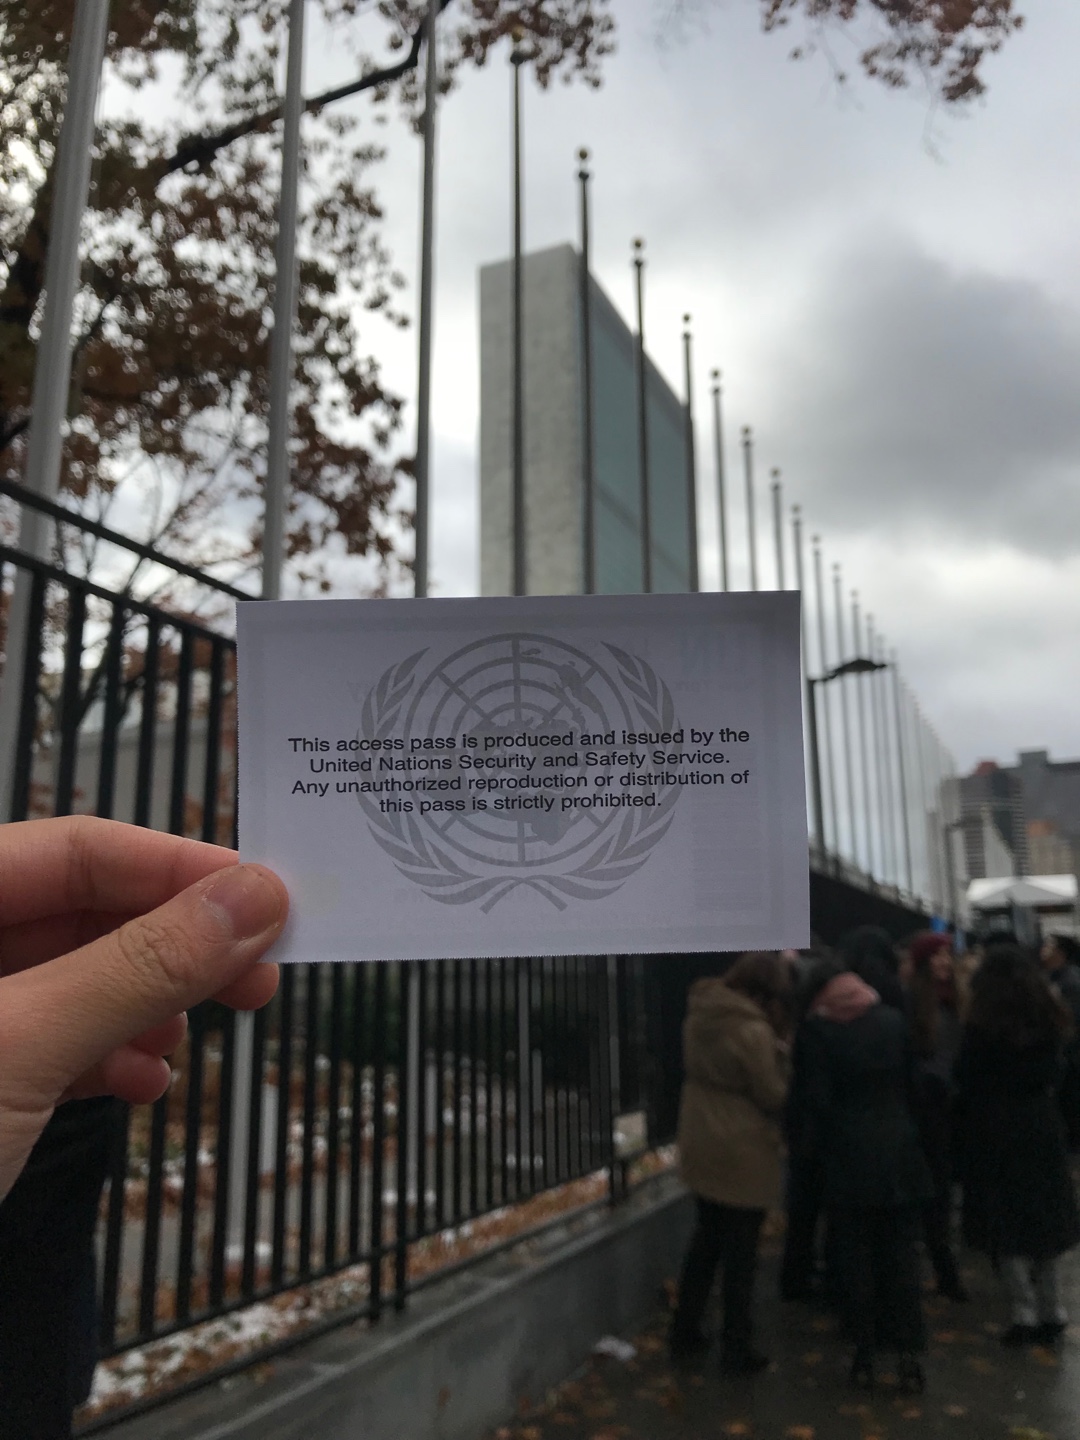 This access pass is produced and issued by the
United Nations Security and Safety Service.
Any unauthorized reproduction or distribution of
this pass is strictly prohibited.